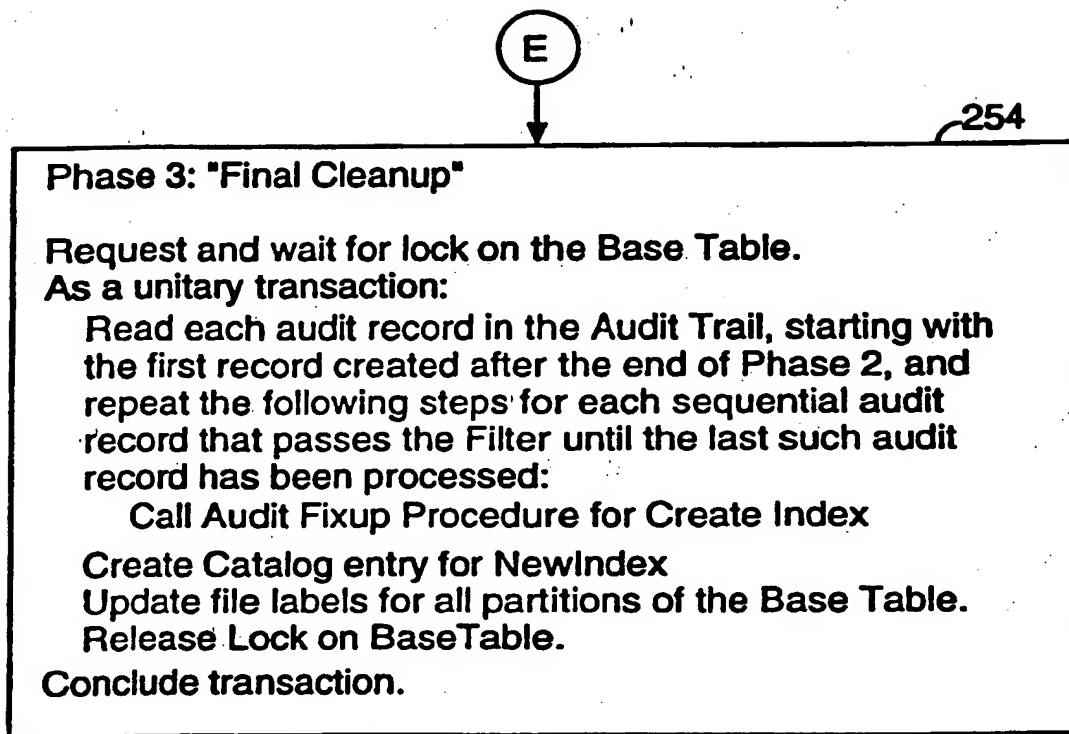 E
254
Phase 3: "Final Cleanup"
Request and wait for lock on the Base Table.
As a unitary transaction:
Read each audit record in the Audit Trail, starting with
the first record created after the end of Phase 2, and
repeat the following steps for each sequential audit
record that passes the Filter until the last such audit
record has been processed:
Call Audit Fixup Procedure for Create Index
Create Catalog entry for NewIndex
Update file labels for all partitions of the Base Table.
Release Lock on BaseTable.
Conclude transaction.